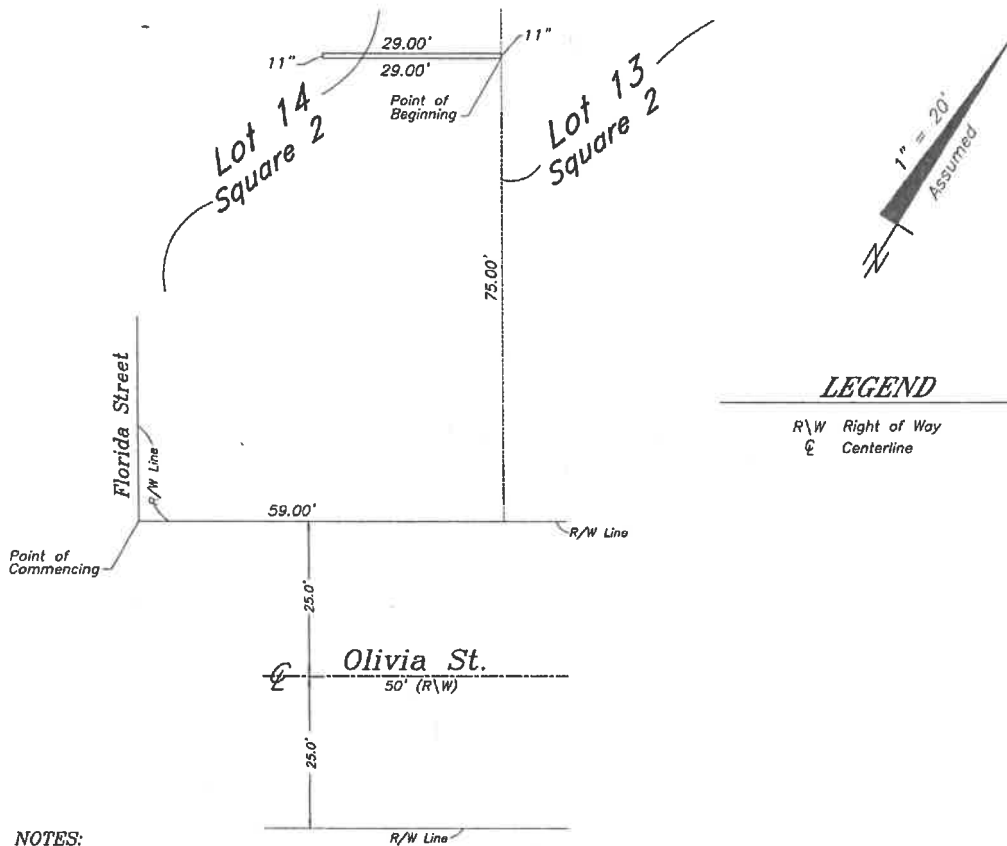 29.00'
11"
11"
29.00'
Point of
Beginning
Lot 14
Square 2
Lot 13
Square 2
1" = 20'
Assumed
N
75.00'
Florida Street
R/W Line
LEGEND
R\W Right of Way
℄ Centerline
59.00'
R/W Line
Point of
Commencing
25.0'
Olivia St.
℄
50' (R\W)
25.0'
R/W Line
NOTES: